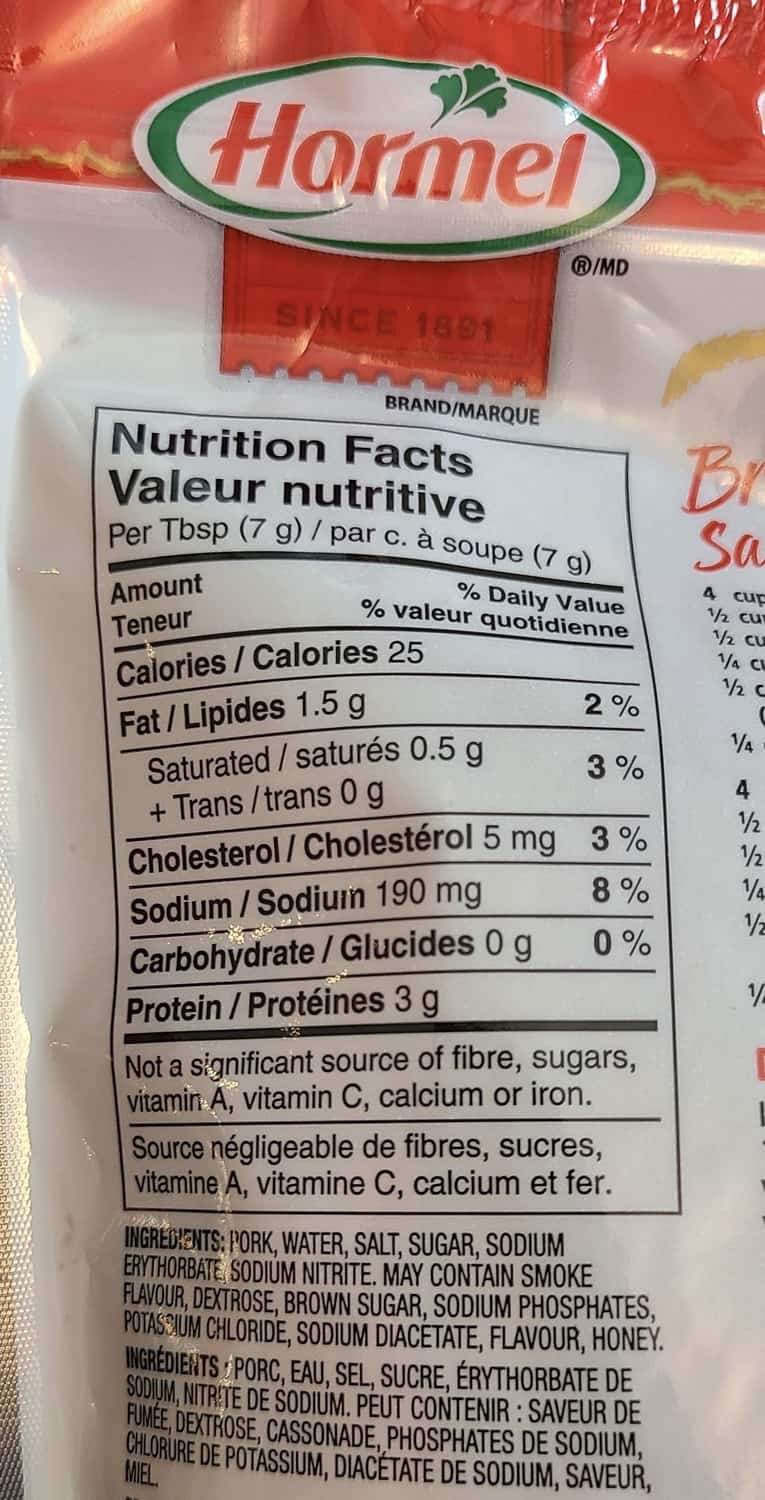 Hormel
®/MD
SINCE 1891
BRAND/MARQUE
Nutrition Facts
Valeur nutritive
Per Tbsp (7 g) / par c. à soupe (7 g)
Amount % Daily Value
Teneur % valeur quotidienne
Calories / Calories 25
Fat / Lipides 1.5 g 2 %
Saturated / saturés 0.5 g 3 %
+ Trans / trans 0 g
Cholesterol / Cholestérol 5 mg 3 %
Sodium / Sodium 190 mg 8 %
Carbohydrate / Glucides 0 g 0 %
Protein / Protéines 3 g
Not a significant source of fibre, sugars,
vitamin A, vitamin C, calcium or iron.
Source négligeable de fibres, sucres,
vitamine A, vitamine C, calcium et fer.
INGREDIENTS: PORK, WATER, SALT, SUGAR, SODIUM
ERYTHORBATE, SODIUM NITRITE. MAY CONTAIN SMOKE
FLAVOUR, DEXTROSE, BROWN SUGAR, SODIUM PHOSPHATES,
POTASSIUM CHLORIDE, SODIUM DIACETATE, FLAVOUR, HONEY.
INGRÉDIENTS : PORC, EAU, SEL, SUCRE, ÉRYTHORBATE DE
SODIUM, NITRITE DE SODIUM. PEUT CONTENIR : SAVEUR DE
FUMÉE, DEXTROSE, CASSONADE, PHOSPHATES DE SODIUM,
CHLORURE DE POTASSIUM, DIACÉTATE DE SODIUM, SAVEUR,
MIEL.
Br
Sa
4 cup
½ cu
½ cu
¼ c
½ c
¼
4
½
½
¼
½